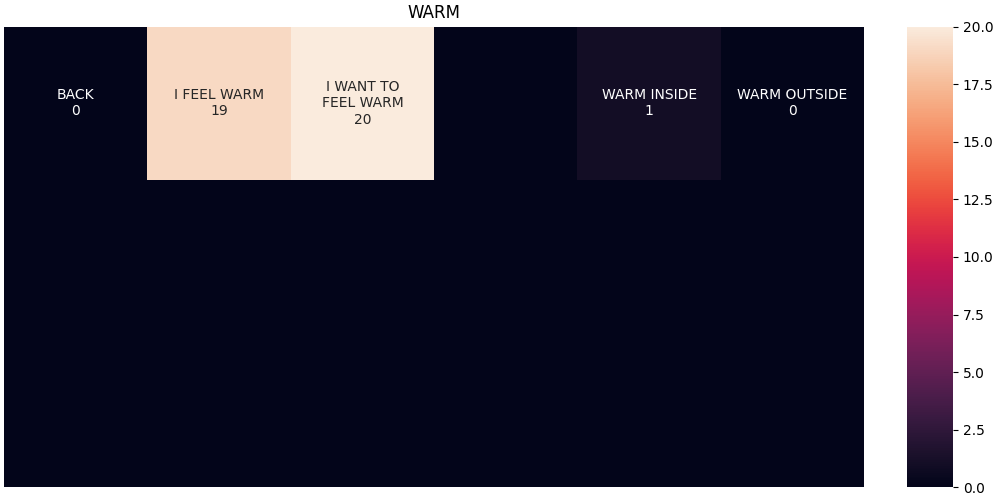 WARM
BACK
0
I FEEL WARM
19
I WANT TO
FEEL WARM
20
WARM INSIDE
1
WARM OUTSIDE
0
20.0
17.5
15.0
12.5
10.0
7.5
5.0
2.5
0.0